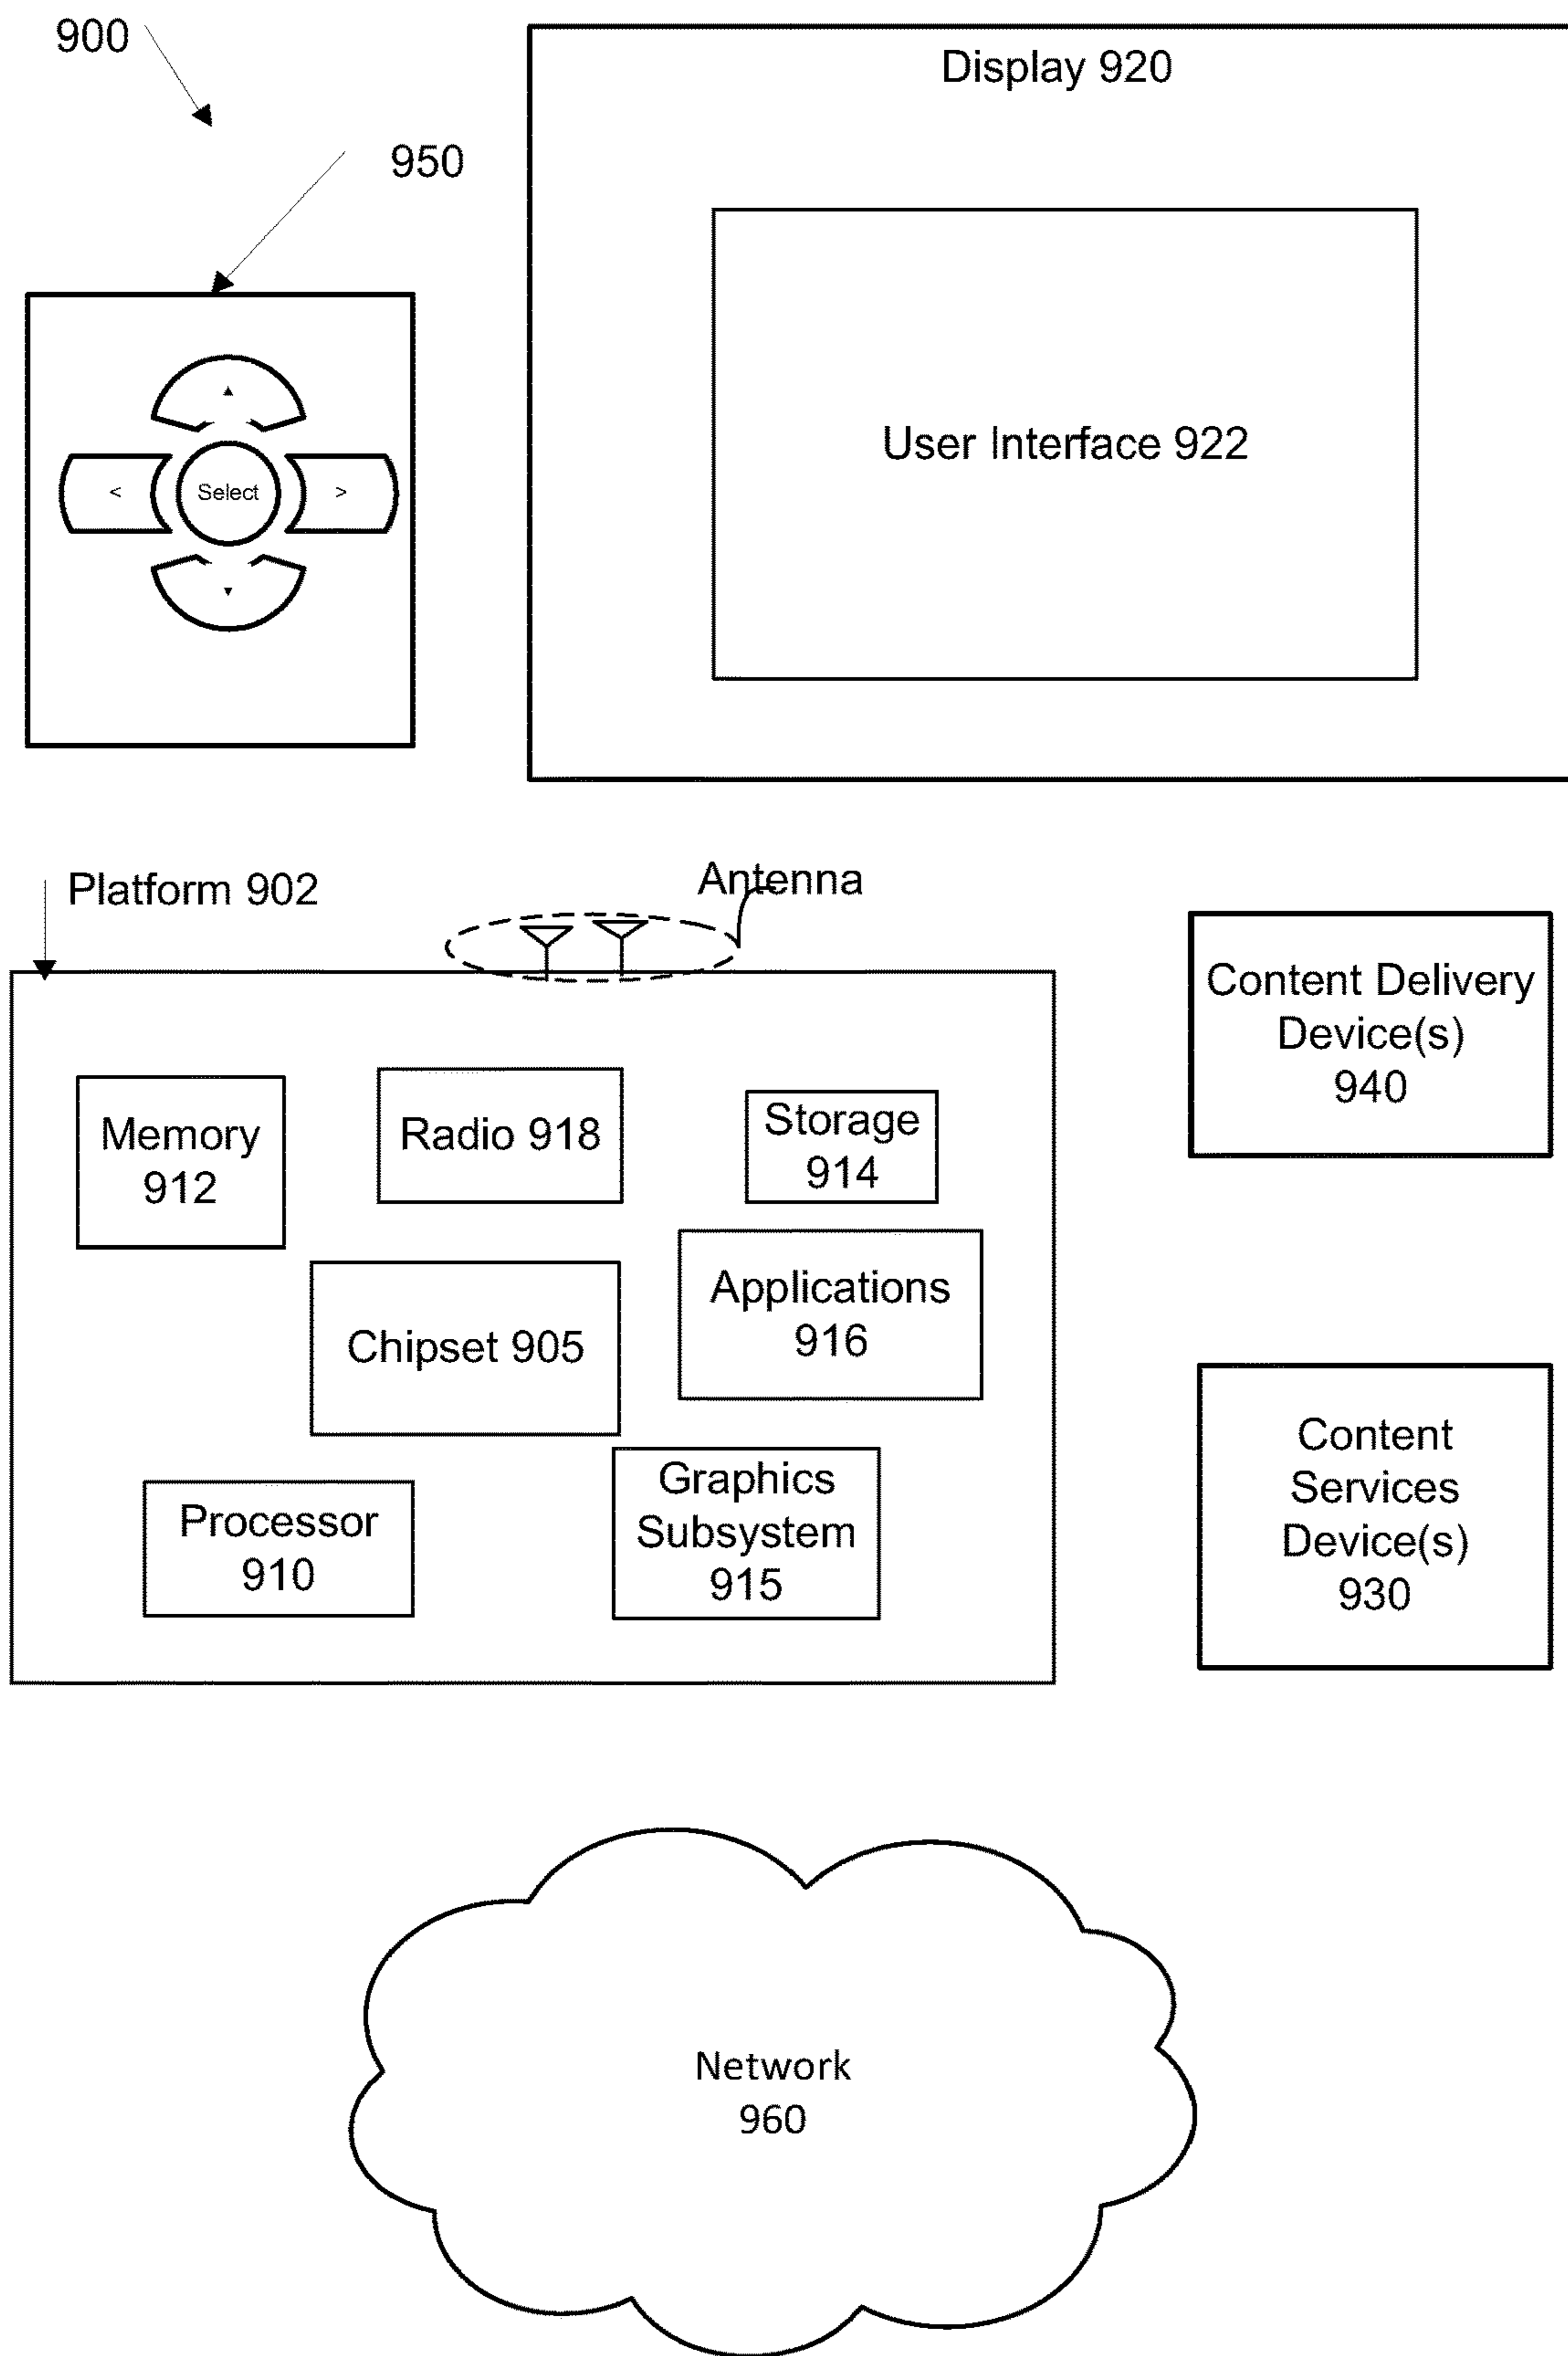 900
Display 920
950
User Interface 922
▲
<
Select
>
▼
Platform 902
Antenna
Content Delivery
Device(s)
940
Memory
912
Radio 918
Storage
914
Chipset 905
Applications
916
Processor
910
Graphics
Subsystem
915
Content
Services
Device(s)
930
Network
960